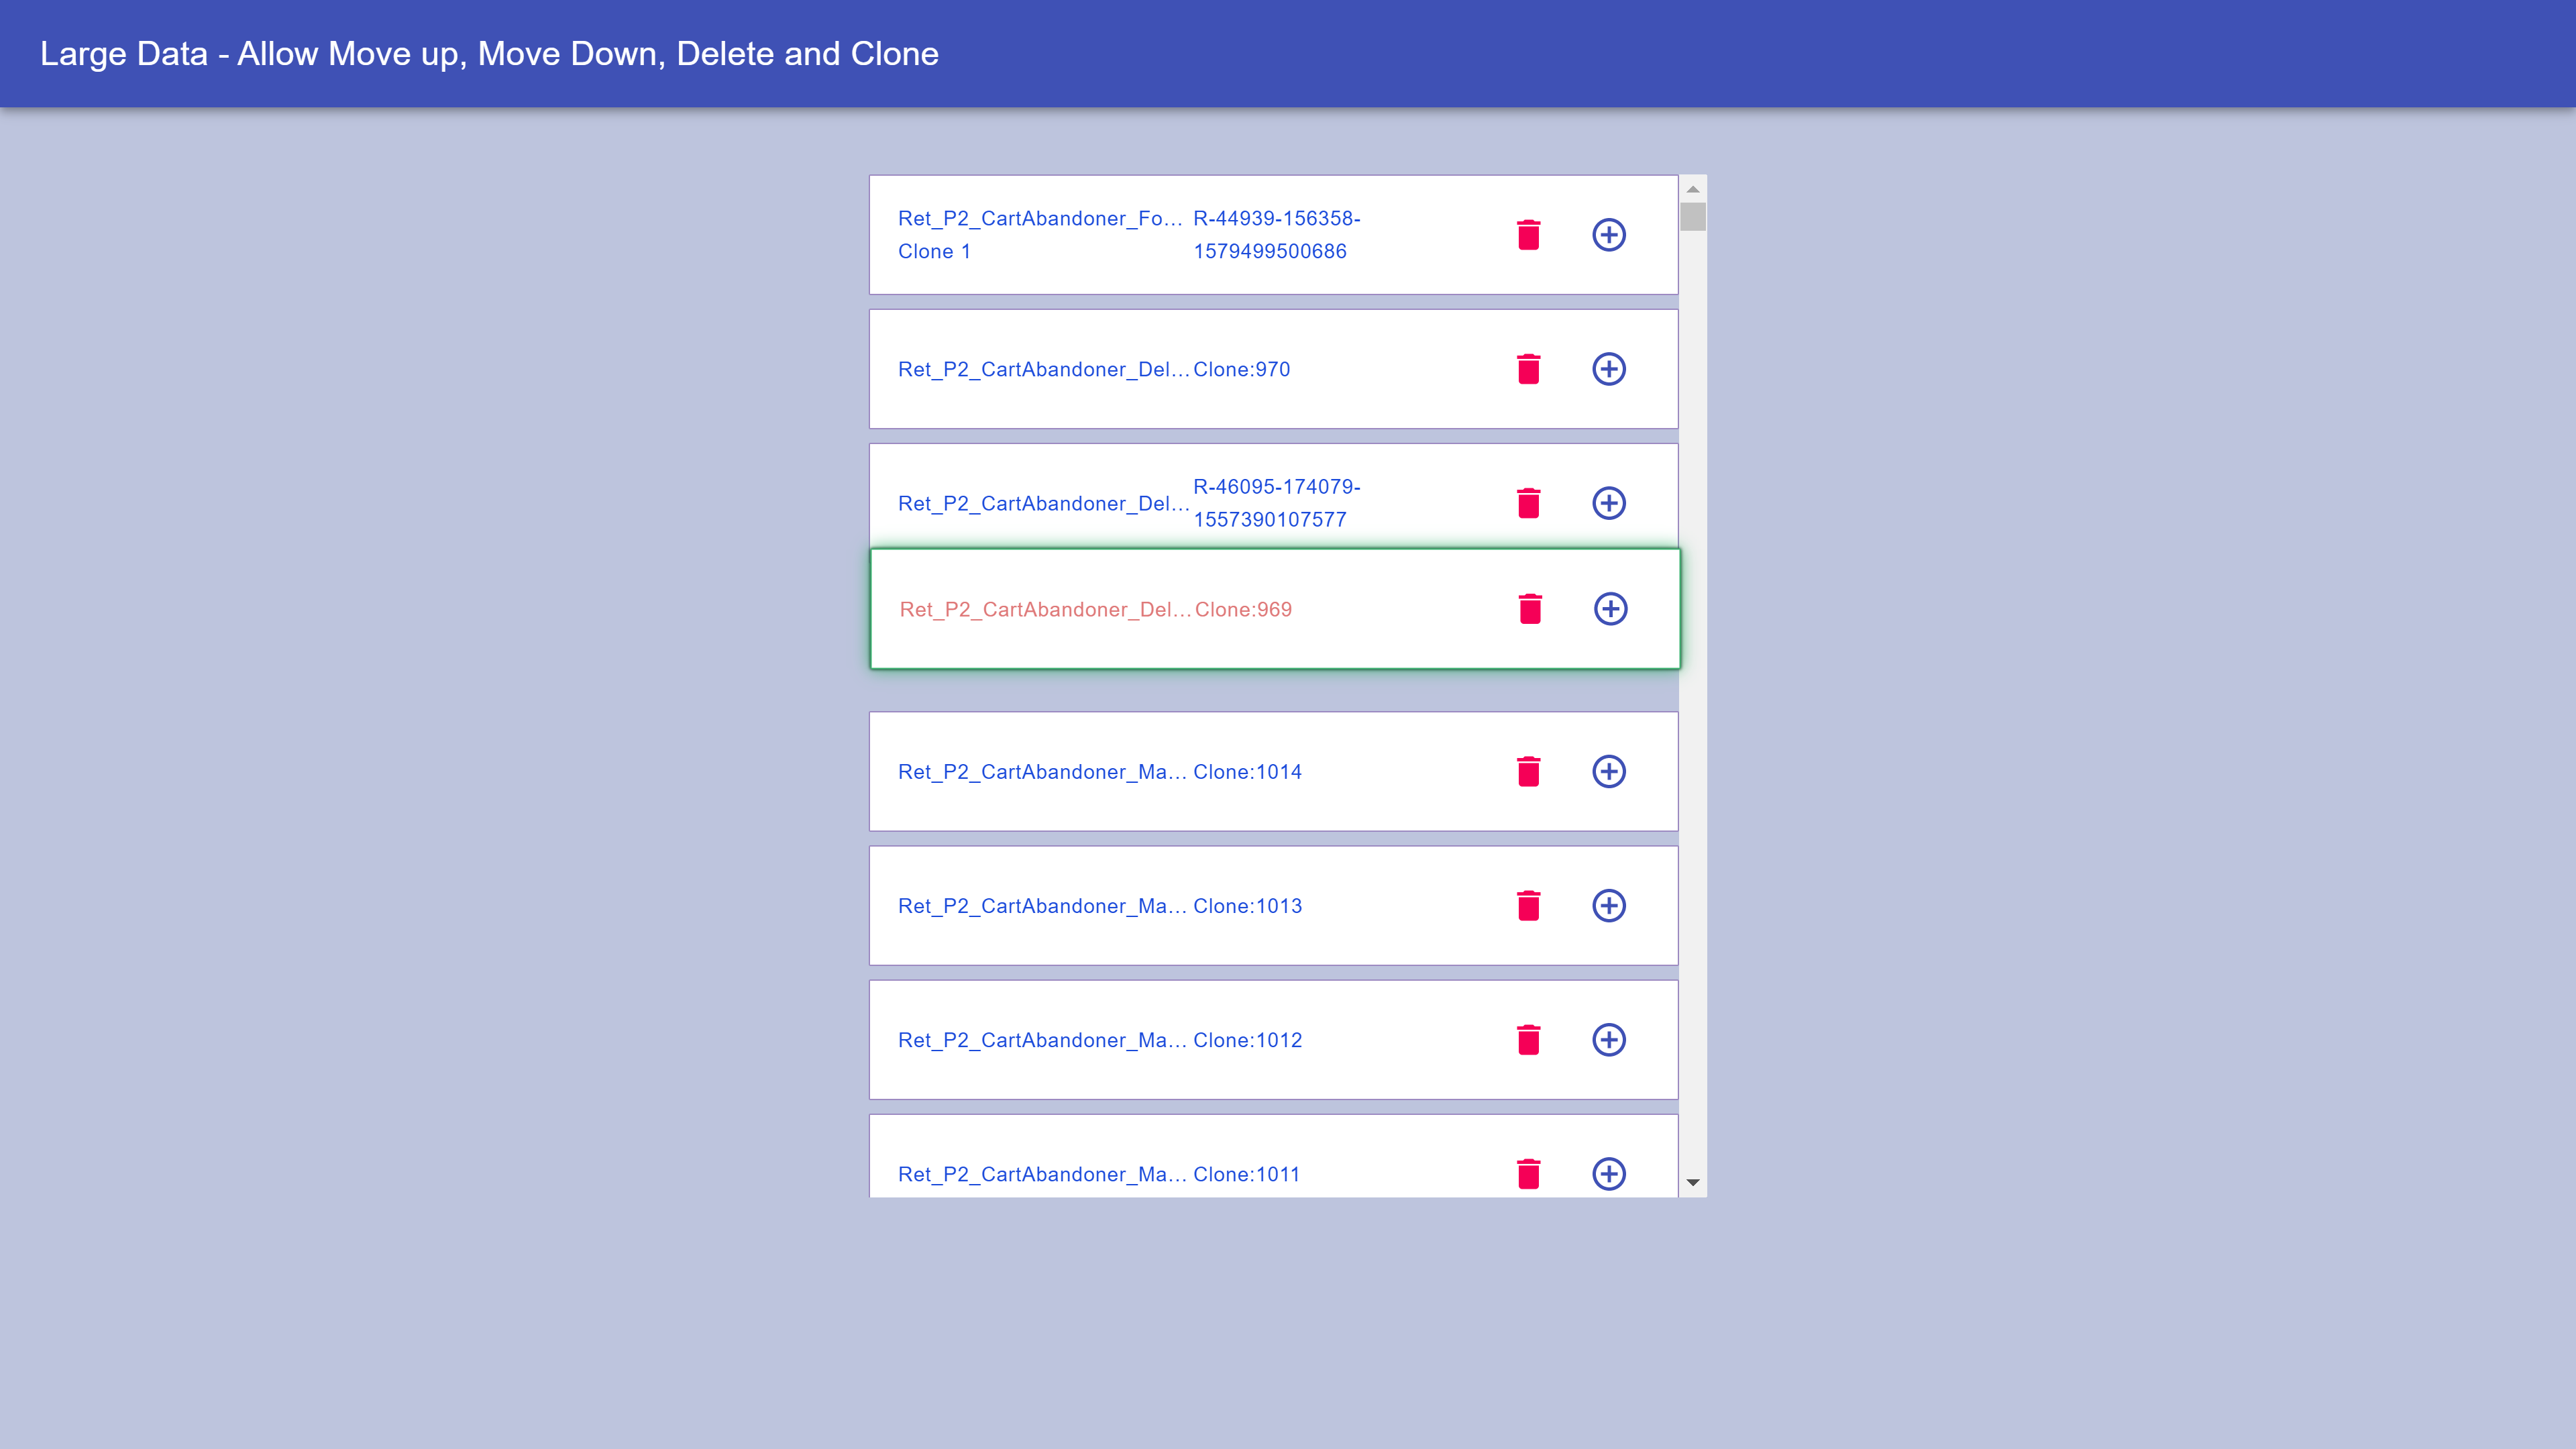 Large Data - Allow Move up, Move Down, Delete and Clone
Ret_P2_CartAbandoner_Fo... R-44939-156358-
Clone 1 1579499500686
Ret_P2_CartAbandoner_Del... Clone:970
Ret_P2_CartAbandoner_Del... R-46095-174079-
1557390107577
Ret_P2_CartAbandoner_Del... Clone:969
Ret_P2_CartAbandoner_Ma... Clone:1014
Ret_P2_CartAbandoner_Ma... Clone:1013
Ret_P2_CartAbandoner_Ma... Clone:1012
Ret_P2_CartAbandoner_Ma... Clone:1011